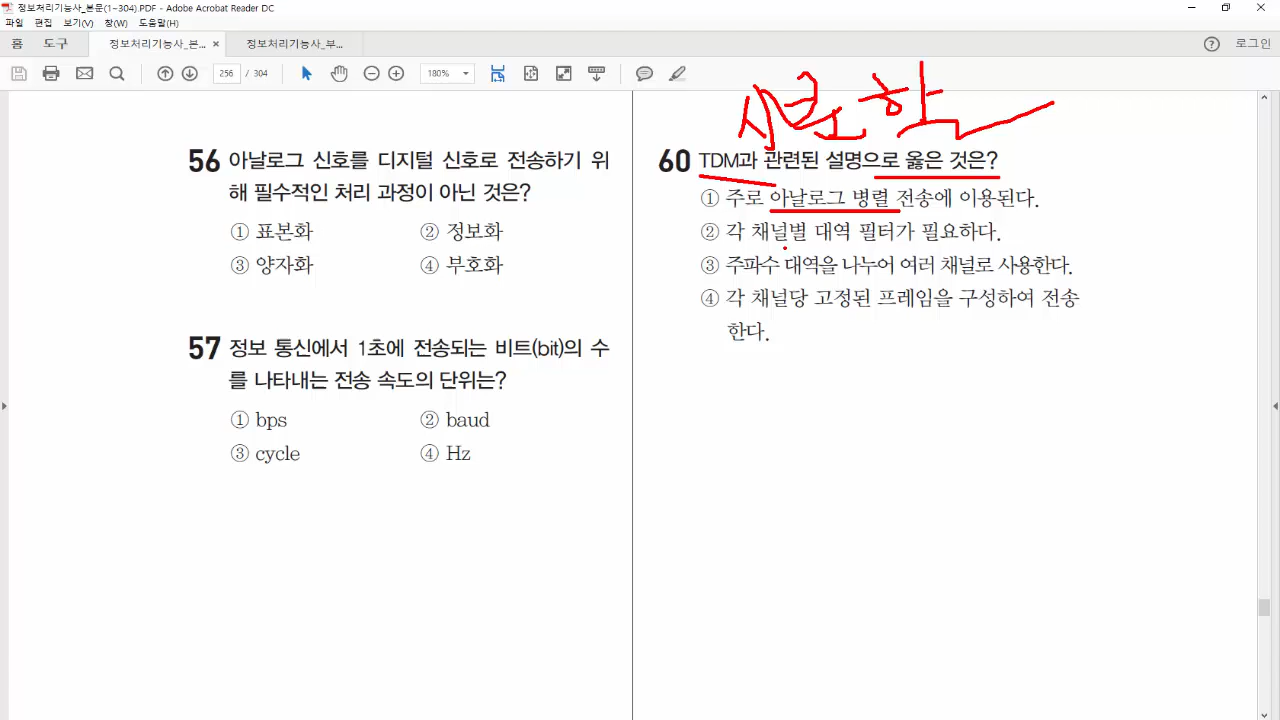 정보처리기능사_본문(1~304).PDF - Adobe Acrobat Reader DC
파일 편집 보기(V) 창(W) 도움말(H)
홈 도구 정보처리기능사_본... × 정보처리기능사_부... ? 로그인
256 / 304 180%
56 아날로그 신호를 디지털 신호로 전송하기 위
해 필수적인 처리 과정이 아닌 것은?
① 표본화 ② 정보화
③ 양자화 ④ 부호화
57 정보 통신에서 1초에 전송되는 비트(bit)의 수
를 나타내는 전송 속도의 단위는?
① bps ② baud
③ cycle ④ Hz
시분할
60 TDM과 관련된 설명으로 옳은 것은?
① 주로 아날로그 병렬 전송에 이용된다.
② 각 채널별 대역 필터가 필요하다.
③ 주파수 대역을 나누어 여러 채널로 사용한다.
④ 각 채널당 고정된 프레임을 구성하여 전송
한다.